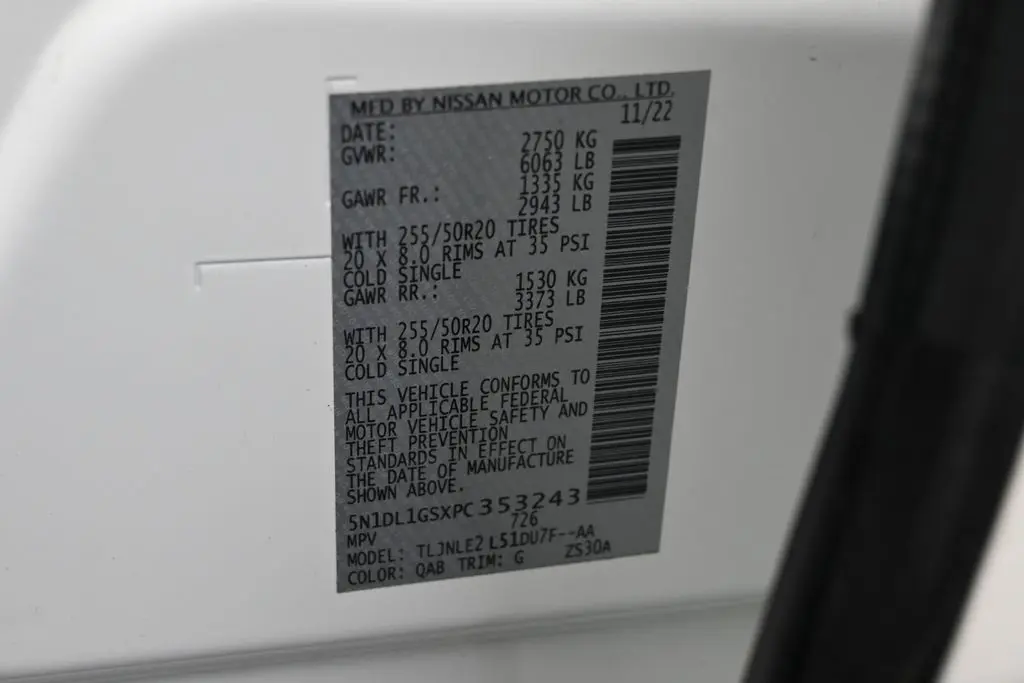 MFD BY NISSAN MOTOR CO., LTD.
DATE: 11/22
GVWR: 2750 KG
6063 LB
GAWR FR.: 1335 KG
2943 LB
WITH 255/50R20 TIRES
20 X 8.0 RIMS AT 35 PSI
COLD SINGLE
GAWR RR.: 1530 KG
3373 LB
WITH 255/50R20 TIRES
20 X 8.0 RIMS AT 35 PSI
COLD SINGLE
THIS VEHICLE CONFORMS TO
ALL APPLICABLE FEDERAL
MOTOR VEHICLE SAFETY AND
THEFT PREVENTION
STANDARDS IN EFFECT ON
THE DATE OF MANUFACTURE
SHOWN ABOVE.
5N1DL1GSXPC353243
MPV 726
MODEL: TLJNLE2 L51DU7F--AA
COLOR: QAB TRIM: G ZS30A